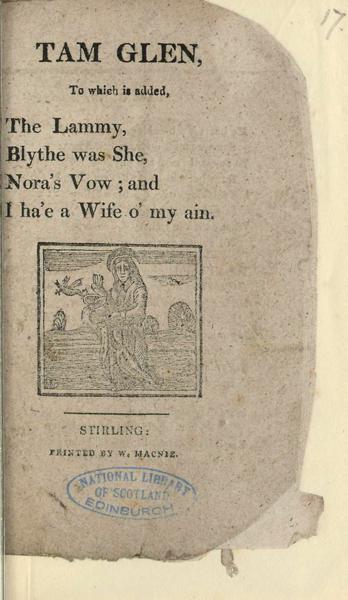 17.
TAM GLEN,
To which is added,
The Lammy,
Blythe was She,
Nora's Vow; and
I ha'e a Wife o' my ain.
STIRLING:
PRINTED BY W. MACNIE.
NATIONAL LIBRARY
OF SCOTLAND
EDINBURGH